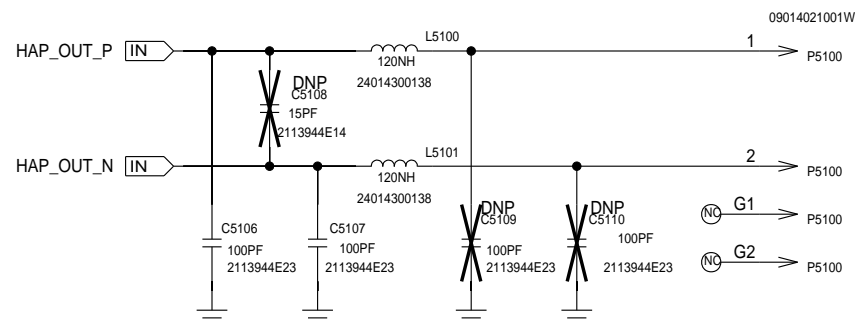 09014021001W
HAP_OUT_P IN L5100 1 P5100
120NH
24014300138
DNP
C5108
15PF
2113944E14
HAP_OUT_N IN L5101 2 P5100
120NH
24014300138
C5106
100PF
2113944E23
C5107
100PF
2113944E23
DNP
C5109
100PF
2113944E23
DNP
C5110
100PF
2113944E23
NC G1 P5100
NC G2 P5100